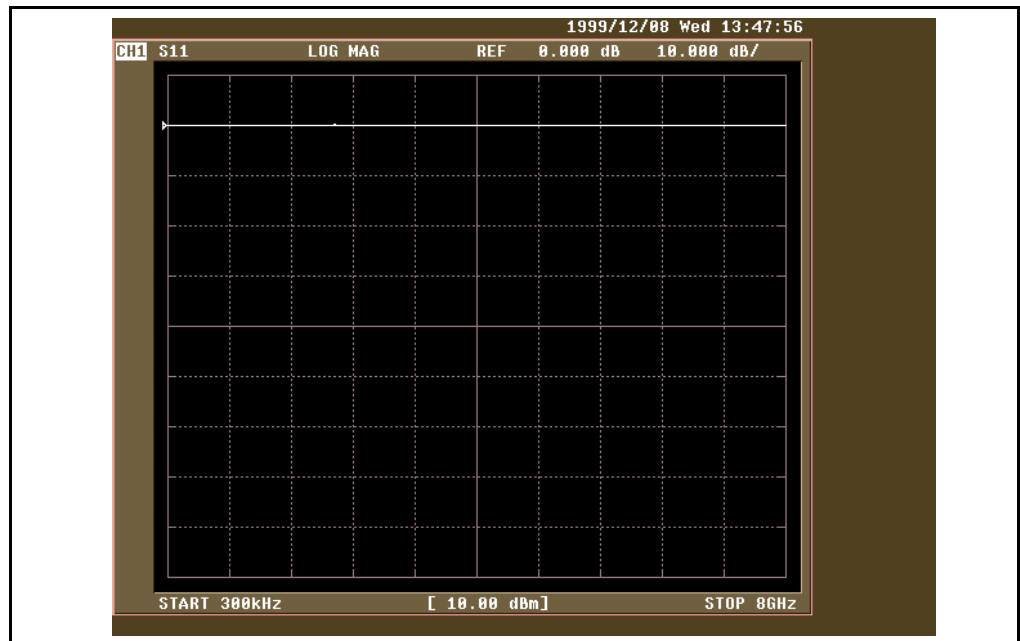 1999/12/08 Wed 13:47:56
CH1 S11 LOG MAG REF 0.000 dB 10.000 dB/
START 300kHz [ 10.00 dBm] STOP 8GHz